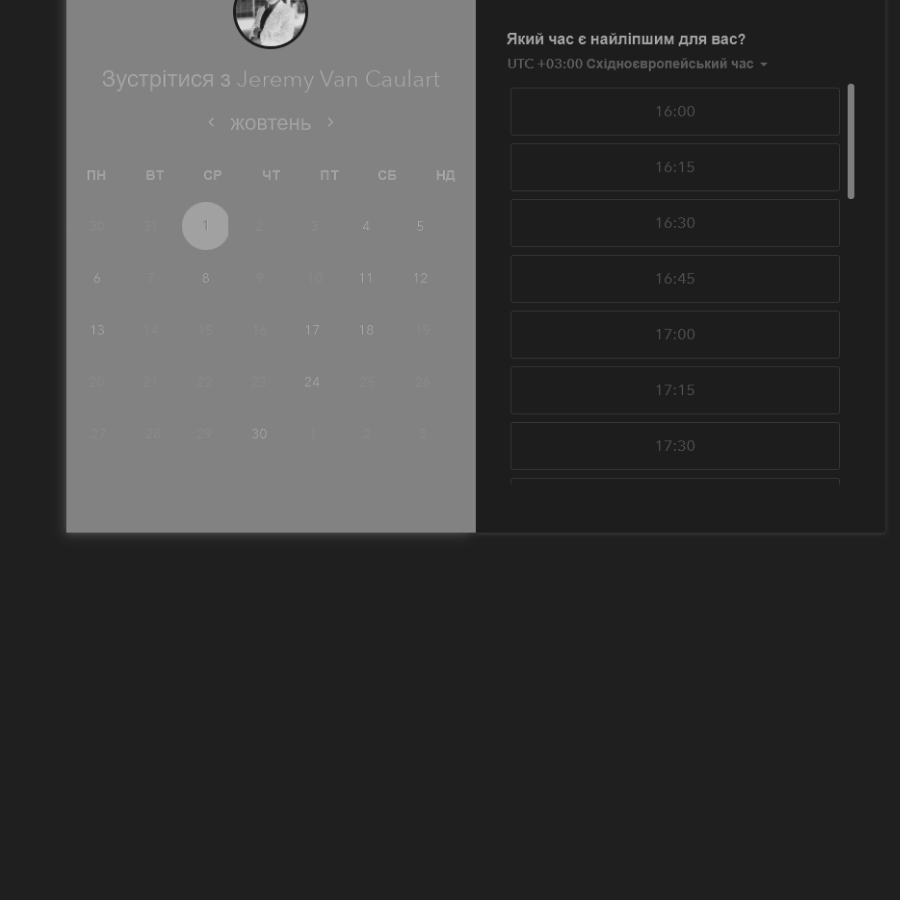 Зустрітися з Jeremy Van Caulart
жовтень
ПН ВТ СР ЧТ ПТ СБ НД
30 31 1 2 3 4 5
6 7 8 9 10 11 12
13 14 15 16 17 18 19
20 21 22 23 24 25 26
27 28 29 30 1 2 3
Який час є найліпшим для вас?
UTC +03:00 Східноєвропейський час
16:00
16:15
16:30
16:45
17:00
17:15
17:30